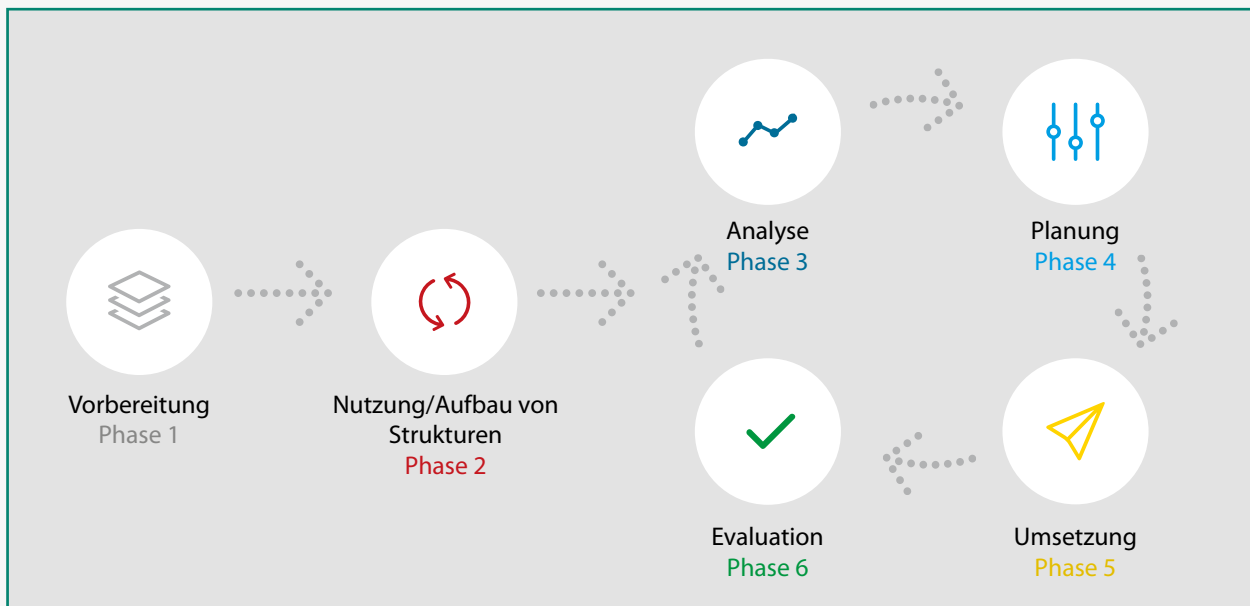 Vorbereitung
Phase 1
Nutzung/Aufbau von
Strukturen
Phase 2
Analyse
Phase 3
Planung
Phase 4
Umsetzung
Phase 5
Evaluation
Phase 6